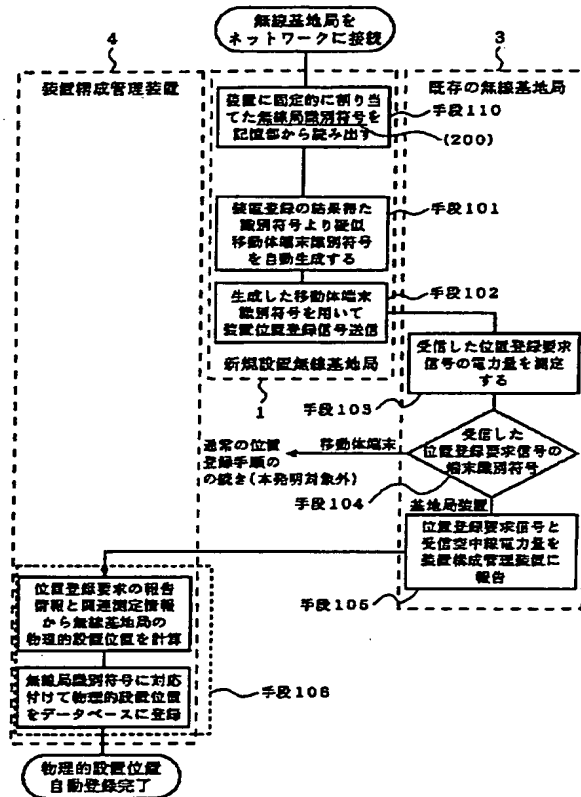 無線基地局を
ネットワークに接続
4
装置構成管理装置
3
既存の無線基地局
装置に固定的に割り当
てた無線局識別符号を
記憶部から読み出す
手段110
(200)
装置登録の結果得た
識別符号より疑似
移動体端末識別符号
を自動生成する
手段101
生成した移動体端末
識別符号を用いて
装置位置登録信号送信
手段102
新規設置無線基地局
1
受信した位置登録要求
信号の電力量を測定
する
手段103
受信した
位置登録要求信号の
端末識別符号
手段104
移動体端末
通常の位置
登録手順の
の続き(本発明対象外)
基地局装置
位置登録要求信号と
受信空中線電力量を
装置構成管理装置に
報告
手段105
位置登録要求の報告
情報と関連測定情報
から無線基地局の
物理的設置位置を計算
無線局識別符号に対応
付けて物理的設置位置
をデータベースに登録
手段106
物理的設置位置
自動登録完了